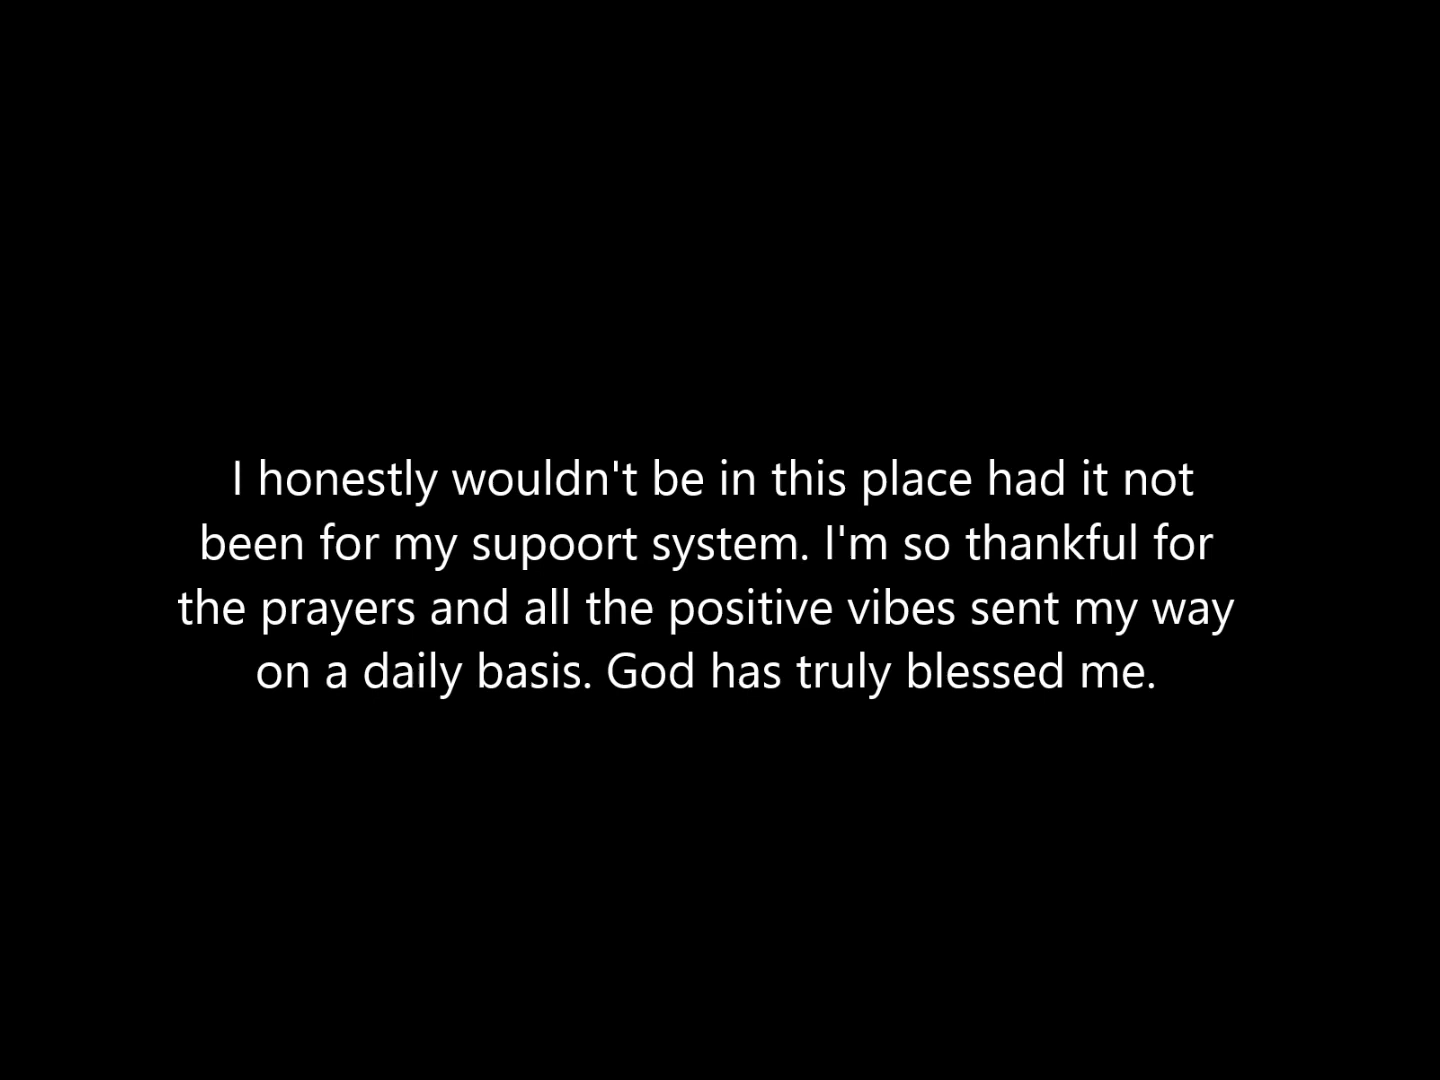 I honestly wouldn't be in this place had it not
been for my supoort system. I'm so thankful for
the prayers and all the positive vibes sent my way
on a daily basis. God has truly blessed me.